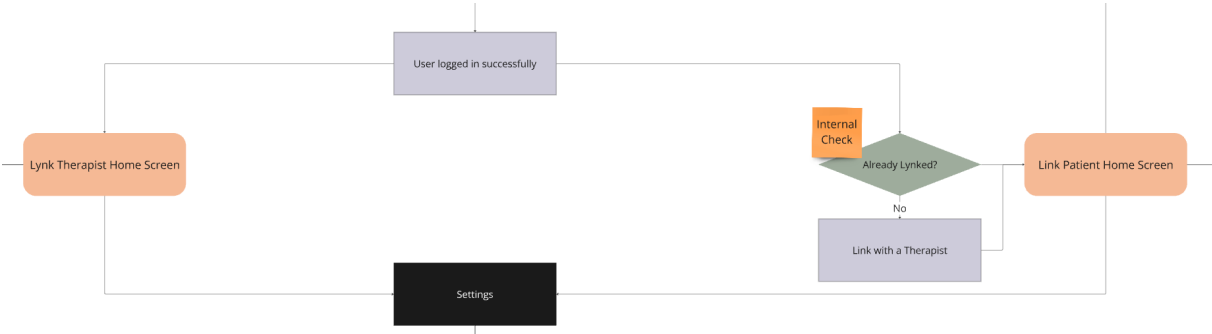 User logged in successfully
Internal
Check
Lynk Therapist Home Screen
Already Lynked?
Link Patient Home Screen
No
Link with a Therapist
Settings